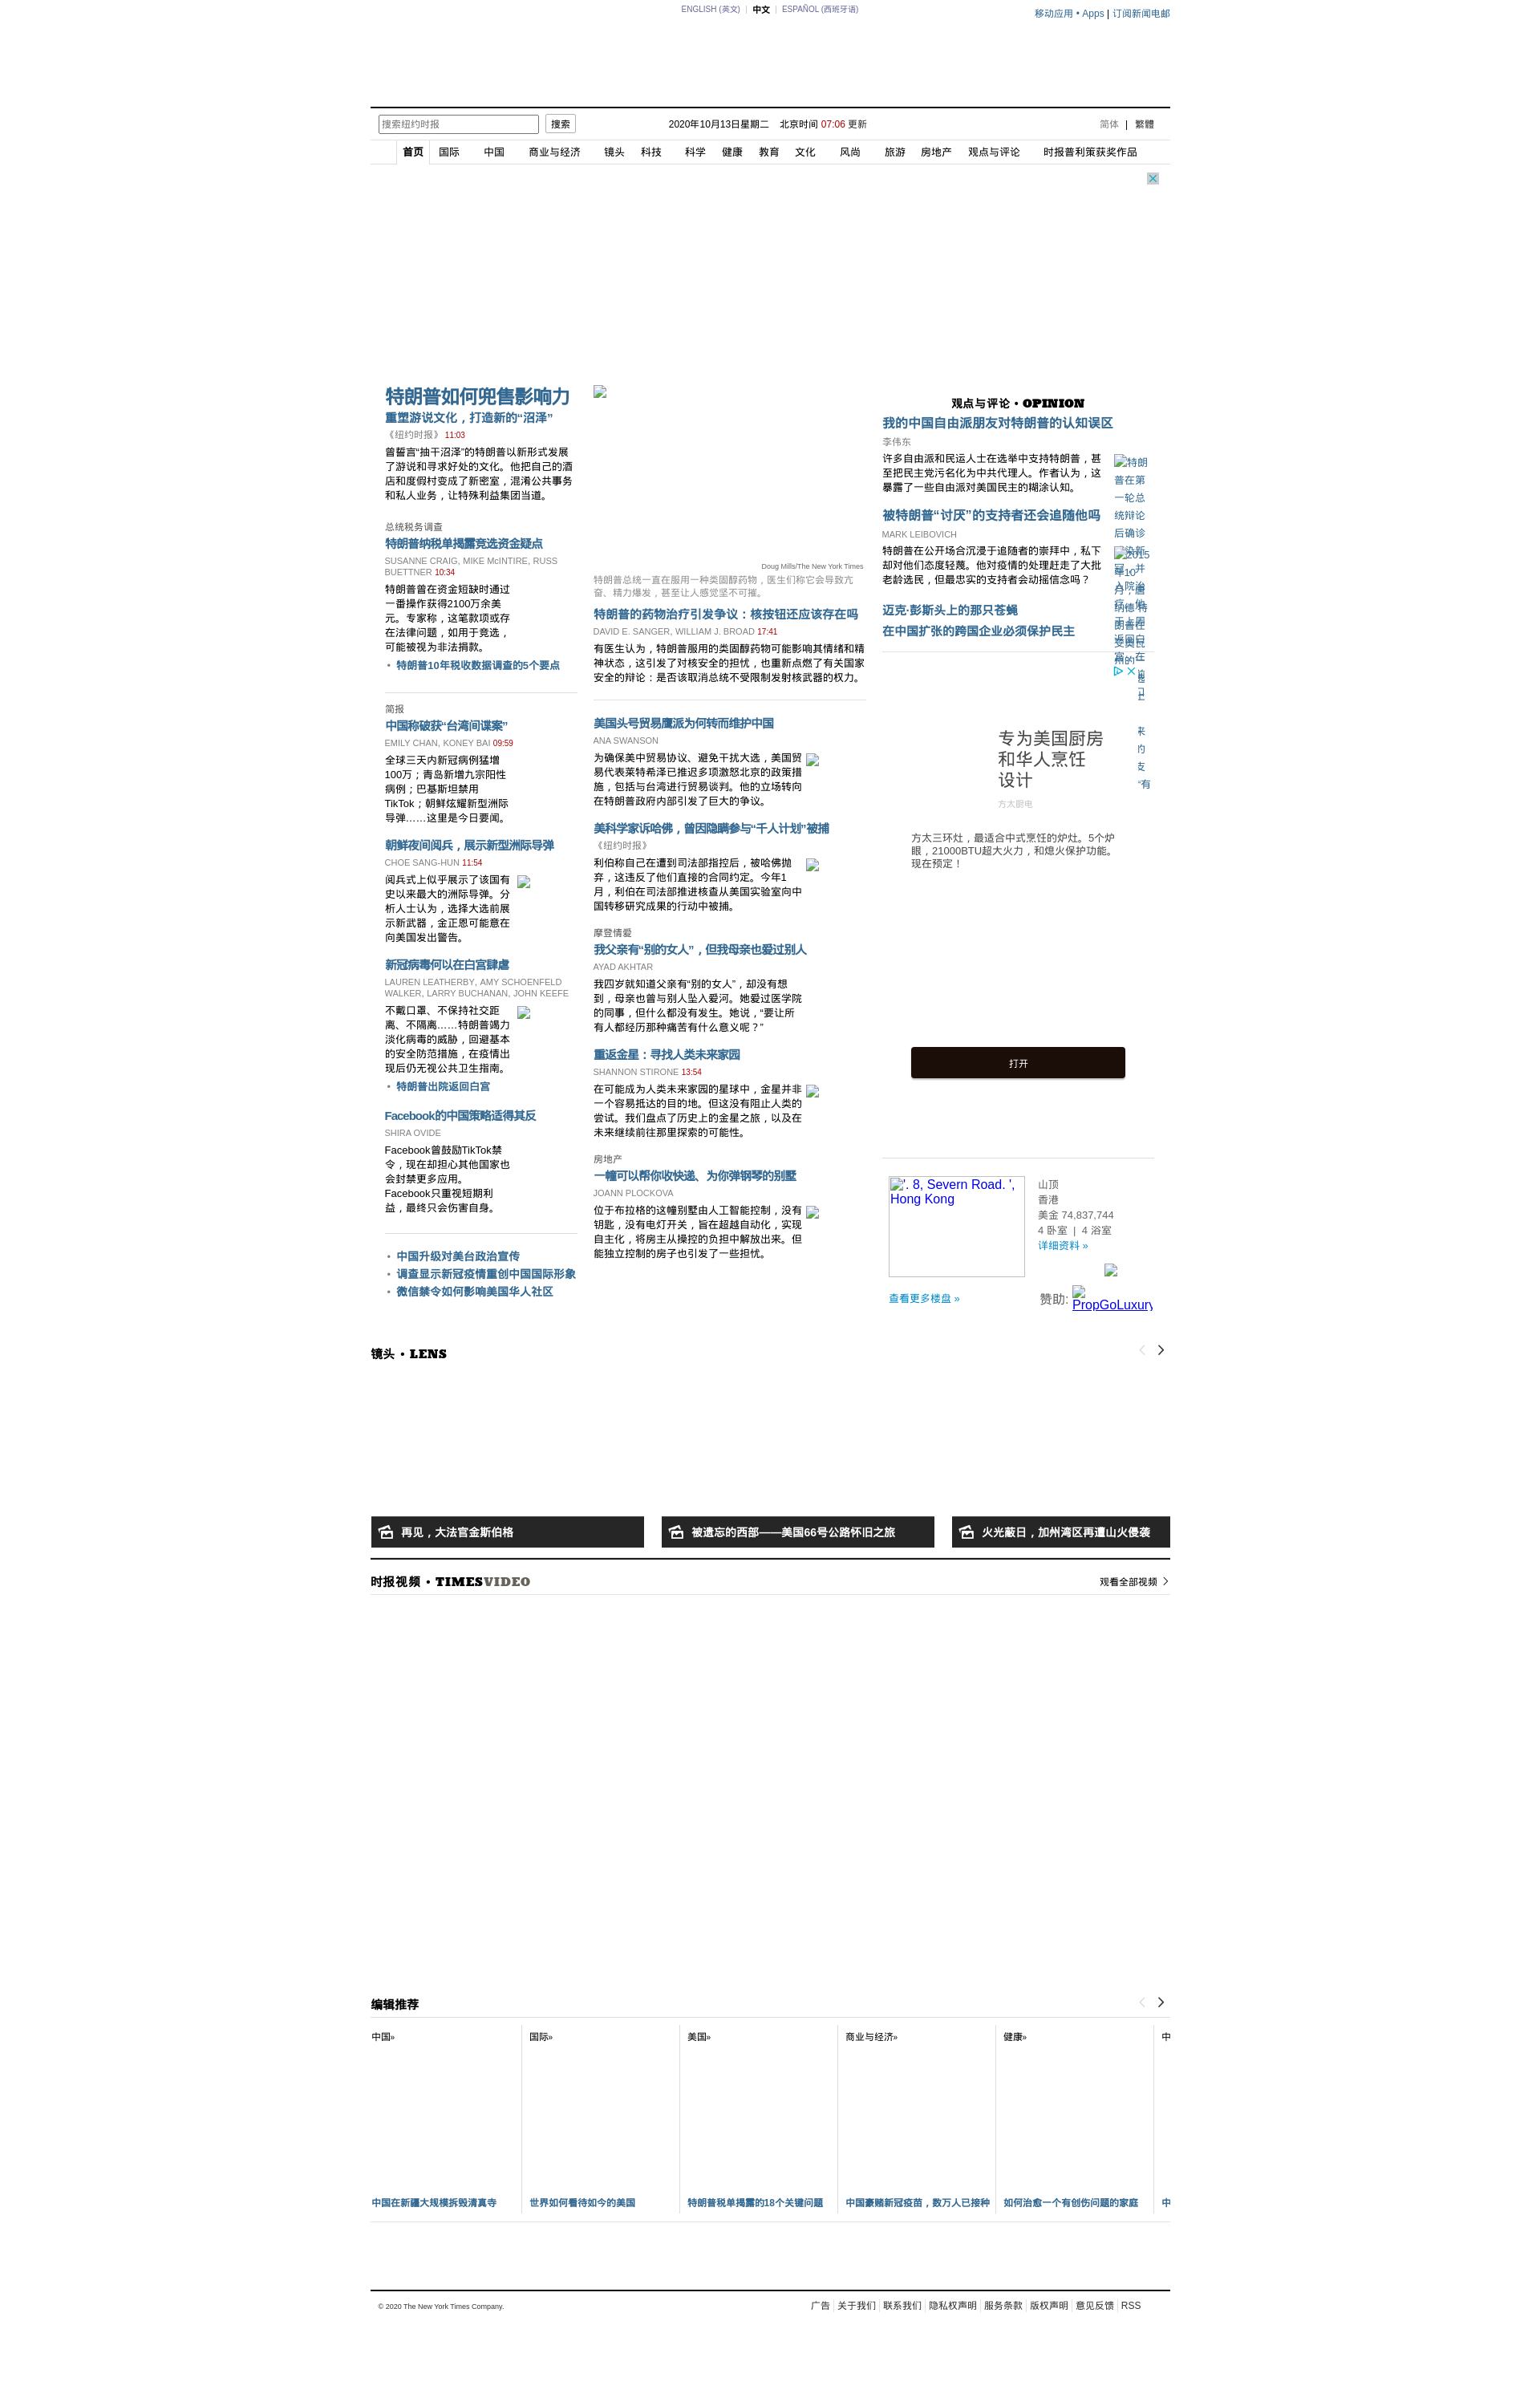 ENGLISH (英文) | 中文 | ESPAÑOL (西班牙语)
移动应用 • Apps | 订阅新闻电邮
搜索纽约时报 搜索
2020年10月13日星期二 北京时间 07:06 更新
简体 | 繁體
首页 国际 中国 商业与经济 镜头 科技 科学 健康 教育 文化 风尚 旅游 房地产 观点与评论 时报普利策获奖作品
特朗普如何兜售影响力
重塑游说文化，打造新的“沼泽”
《纽约时报》 11:03
曾誓言“抽干沼泽”的特朗普以新形式发展
了游说和寻求好处的文化。他把自己的酒
店和度假村变成了新密室，混淆公共事务
和私人业务，让特殊利益集团当道。
总统税务调查
特朗普纳税单揭露竞选资金疑点
SUSANNE CRAIG, MIKE McINTIRE, RUSS
BUETTNER 10:34
特朗普曾在资金短缺时通过
一番操作获得2100万余美
元。专家称，这笔款项或存
在法律问题，如用于竞选，
可能被视为非法捐款。
• 特朗普10年税收数据调查的5个要点
简报
中国称破获“台湾间谍案”
EMILY CHAN, KONEY BAI 09:59
全球三天内新冠病例猛增
100万；青岛新增九宗阳性
病例；巴基斯坦禁用
TikTok；朝鲜炫耀新型洲际
导弹……这里是今日要闻。
朝鲜夜间阅兵，展示新型洲际导弹
CHOE SANG-HUN 11:54
阅兵式上似乎展示了该国有
史以来最大的洲际导弹。分
析人士认为，选择大选前展
示新武器，金正恩可能意在
向美国发出警告。
新冠病毒何以在白宫肆虐
LAUREN LEATHERBY, AMY SCHOENFELD
WALKER, LARRY BUCHANAN, JOHN KEEFE
不戴口罩、不保持社交距
离、不隔离……特朗普竭力
淡化病毒的威胁，回避基本
的安全防范措施，在疫情出
现后仍无视公共卫生指南。
• 特朗普出院返回白宫
Facebook的中国策略适得其反
SHIRA OVIDE
Facebook曾鼓励TikTok禁
令，现在却担心其他国家也
会封禁更多应用。
Facebook只重视短期利
益，最终只会伤害自身。
• 中国升级对美台政治宣传
• 调查显示新冠疫情重创中国国际形象
• 微信禁令如何影响美国华人社区
Doug Mills/The New York Times
特朗普总统一直在服用一种类固醇药物，医生们称它会导致亢
奋、精力爆发，甚至让人感觉坚不可摧。
特朗普的药物治疗引发争议：核按钮还应该存在吗
DAVID E. SANGER, WILLIAM J. BROAD 17:41
有医生认为，特朗普服用的类固醇药物可能影响其情绪和精
神状态，这引发了对核安全的担忧，也重新点燃了有关国家
安全的辩论：是否该取消总统不受限制发射核武器的权力。
美国头号贸易鹰派为何转而维护中国
ANA SWANSON
为确保美中贸易协议、避免干扰大选，美国贸
易代表莱特希泽已推迟多项激怒北京的政策措
施，包括与台湾进行贸易谈判。他的立场转向
在特朗普政府内部引发了巨大的争议。
美科学家诉哈佛，曾因隐瞒参与“千人计划”被捕
《纽约时报》
利伯称自己在遭到司法部指控后，被哈佛抛
弃，这违反了他们直接的合同约定。今年1
月，利伯在司法部推进核查从美国实验室向中
国转移研究成果的行动中被捕。
摩登情爱
我父亲有“别的女人”，但我母亲也爱过别人
AYAD AKHTAR
我四岁就知道父亲有“别的女人”，却没有想
到，母亲也曾与别人坠入爱河。她爱过医学院
的同事，但什么都没有发生。她说，“要让所
有人都经历那种痛苦有什么意义呢？”
重返金星：寻找人类未来家园
SHANNON STIRONE 13:54
在可能成为人类未来家园的星球中，金星并非
一个容易抵达的目的地。但这没有阻止人类的
尝试。我们盘点了历史上的金星之旅，以及在
未来继续前往那里探索的可能性。
房地产
一幢可以帮你收快递、为你弹钢琴的别墅
JOANN PLOCKOVA
位于布拉格的这幢别墅由人工智能控制，没有
钥匙，没有电灯开关，旨在超越自动化，实现
自主化，将房主从操控的负担中解放出来。但
能独立控制的房子也引发了一些担忧。
观点与评论 • OPINION
我的中国自由派朋友对特朗普的认知误区
李伟东
许多自由派和民运人士在选举中支持特朗普，甚
至把民主党污名化为中共代理人。作者认为，这
暴露了一些自由派对美国民主的糊涂认知。
特朗
普在第
一轮总
统辩论
后确诊
被特朗普“讨厌”的支持者还会追随他吗
MARK LEIBOVICH
特朗普在公开场合沉浸于追随者的崇拜中，私下
却对他们态度轻蔑。他对疫情的处理赶走了大批
老龄选民，但最忠实的支持者会动摇信念吗？
迈克·彭斯头上的那只苍蝇
在中国扩张的跨国企业必须保护民主
专为美国厨房
和华人烹饪
设计
方太厨电
方太三环灶，最适合中式烹饪的炉灶。5个炉
眼，21000BTU超大火力，和熄火保护功能。
现在预定！
打开
'. 8, Severn Road. ',
Hong Kong
山顶
香港
美金 74,837,744
4 卧室 | 4 浴室
详细资料 »
查看更多楼盘 »
赞助: PropGoLuxury
镜头 • LENS
再见，大法官金斯伯格
被遗忘的西部——美国66号公路怀旧之旅
火光蔽日，加州湾区再遭山火侵袭
时报视频 • TIMESVIDEO
观看全部视频
编辑推荐
中国» 国际» 美国» 商业与经济» 健康» 中
中国在新疆大规模拆毁清真寺 世界如何看待如今的美国 特朗普税单揭露的18个关键问题 中国豪赌新冠疫苗，数万人已接种 如何治愈一个有创伤问题的家庭 中
© 2020 The New York Times Company.
广告 关于我们 联系我们 隐私权声明 服务条款 版权声明 意见反馈 RSS